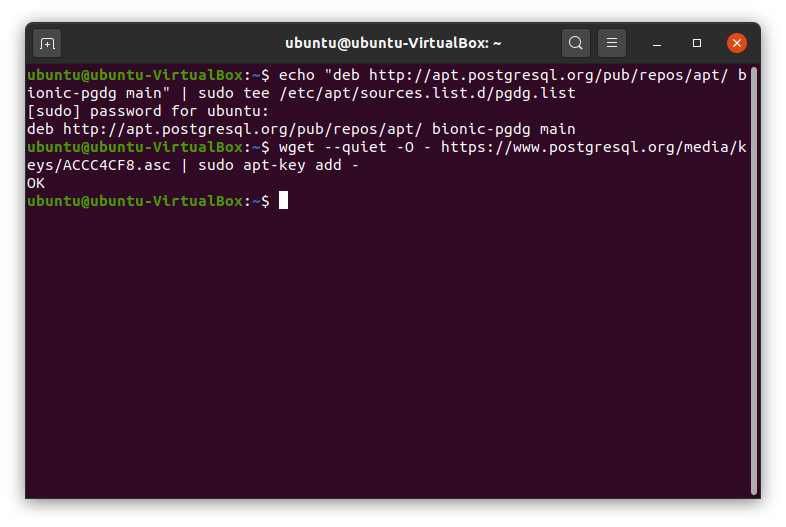 ubuntu@ubuntu-VirtualBox: ~
ubuntu@ubuntu-VirtualBox:~$ echo "deb http://apt.postgresql.org/pub/repos/apt/ b
ionic-pgdg main" | sudo tee /etc/apt/sources.list.d/pgdg.list
[sudo] password for ubuntu:
deb http://apt.postgresql.org/pub/repos/apt/ bionic-pgdg main
ubuntu@ubuntu-VirtualBox:~$ wget --quiet -O - https://www.postgresql.org/media/k
eys/ACCC4CF8.asc | sudo apt-key add -
OK
ubuntu@ubuntu-VirtualBox:~$